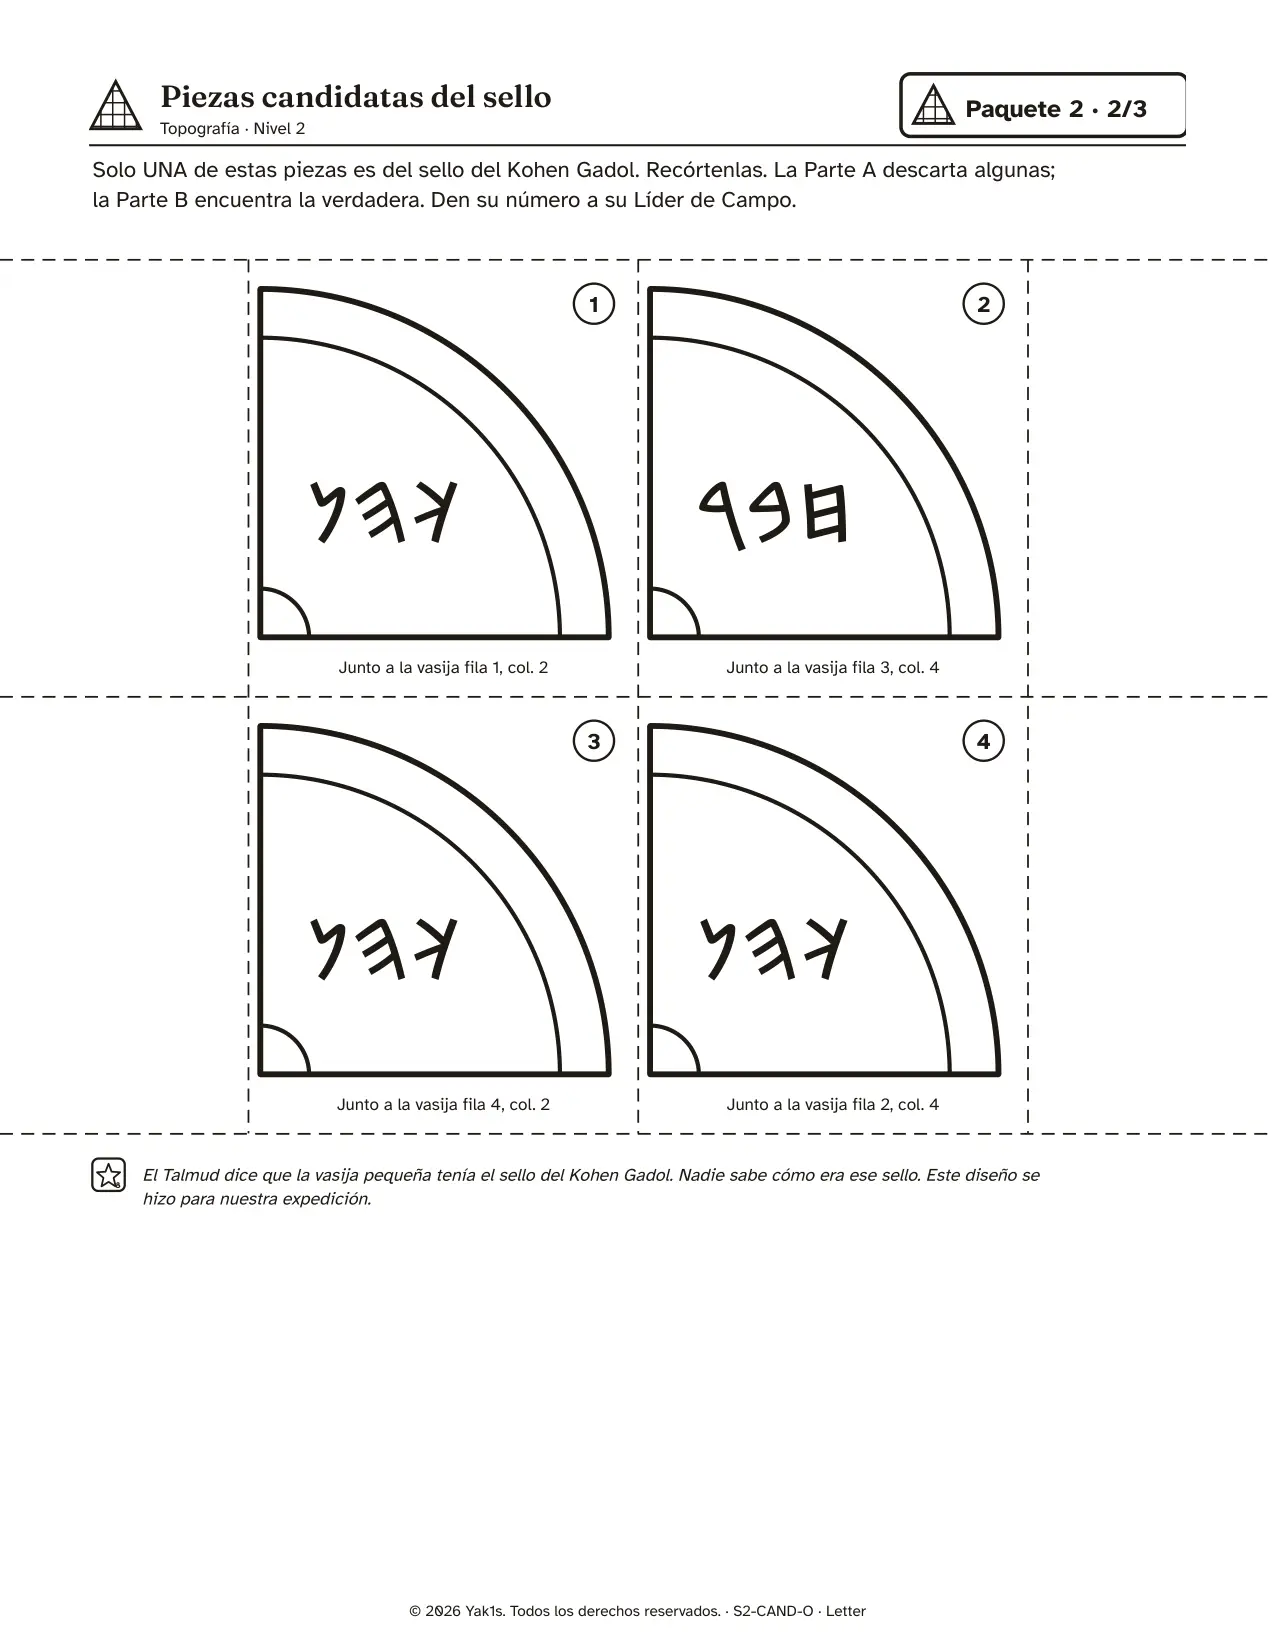 Piezas candidatas del sello
Topografía · Nivel 2
Paquete 2 · 2/3
Solo UNA de estas piezas es del sello del Kohen Gadol. Recórtenlas. La Parte A descarta algunas;
la Parte B encuentra la verdadera. Den su número a su Líder de Campo.
1
𐤊𐤄𐤍
Junto a la vasija fila 1, col. 2
2
𐤇𐤁𐤓
Junto a la vasija fila 3, col. 4
3
𐤊𐤄𐤍
Junto a la vasija fila 4, col. 2
4
𐤊𐤄𐤍
Junto a la vasija fila 2, col. 4
El Talmud dice que la vasija pequeña tenía el sello del Kohen Gadol. Nadie sabe cómo era ese sello. Este diseño se
hizo para nuestra expedición.
© 2026 Yak1s. Todos los derechos reservados. · S2-CAND-O · Letter